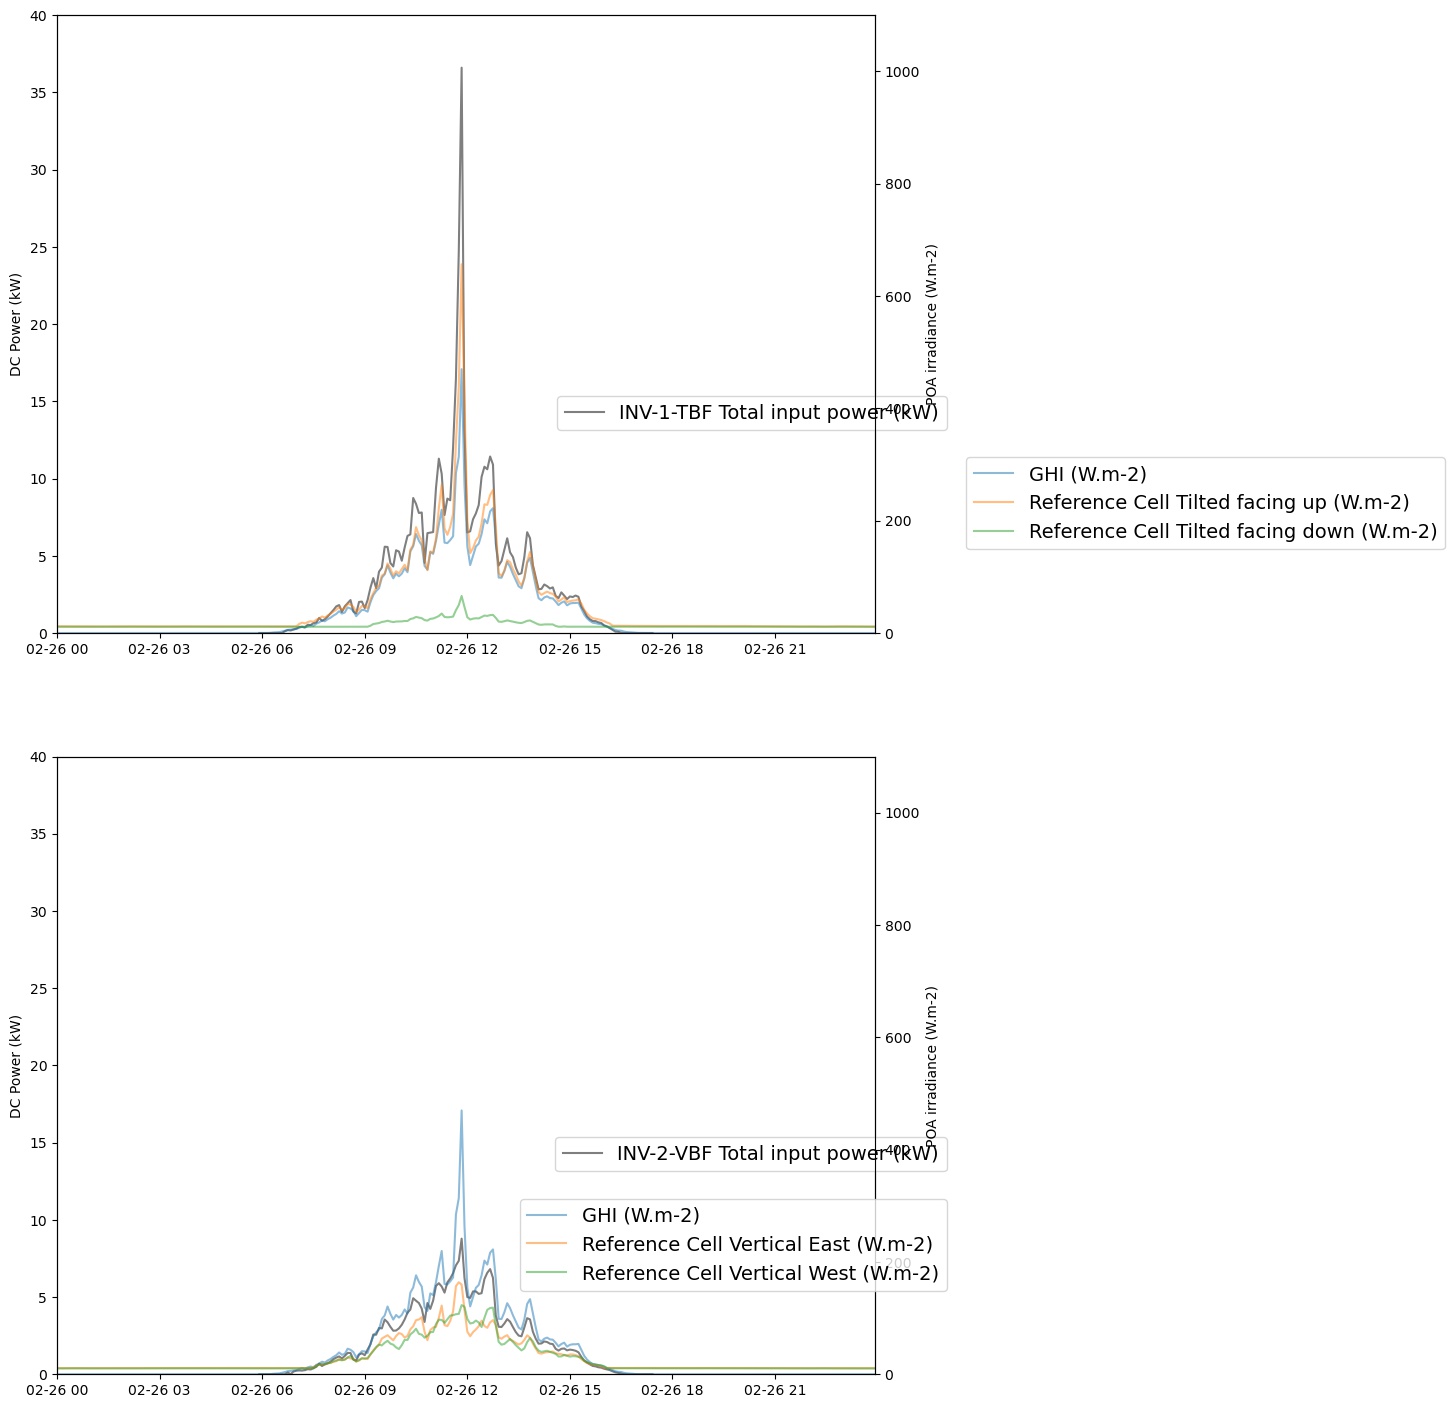 40
35
30
25
20
15
10
5
0
DC Power (kW)
1000
800
600
400
200
0
POA irradiance (W.m-2)
INV-1-TBF Total input power (kW)
GHI (W.m-2)
Reference Cell Tilted facing up (W.m-2)
Reference Cell Tilted facing down (W.m-2)
02-26 00 02-26 03 02-26 06 02-26 09 02-26 12 02-26 15 02-26 18 02-26 21
40
35
30
25
20
15
10
5
0
DC Power (kW)
1000
800
600
400
200
0
POA irradiance (W.m-2)
INV-2-VBF Total input power (kW)
GHI (W.m-2)
Reference Cell Vertical East (W.m-2)
Reference Cell Vertical West (W.m-2)
02-26 00 02-26 03 02-26 06 02-26 09 02-26 12 02-26 15 02-26 18 02-26 21